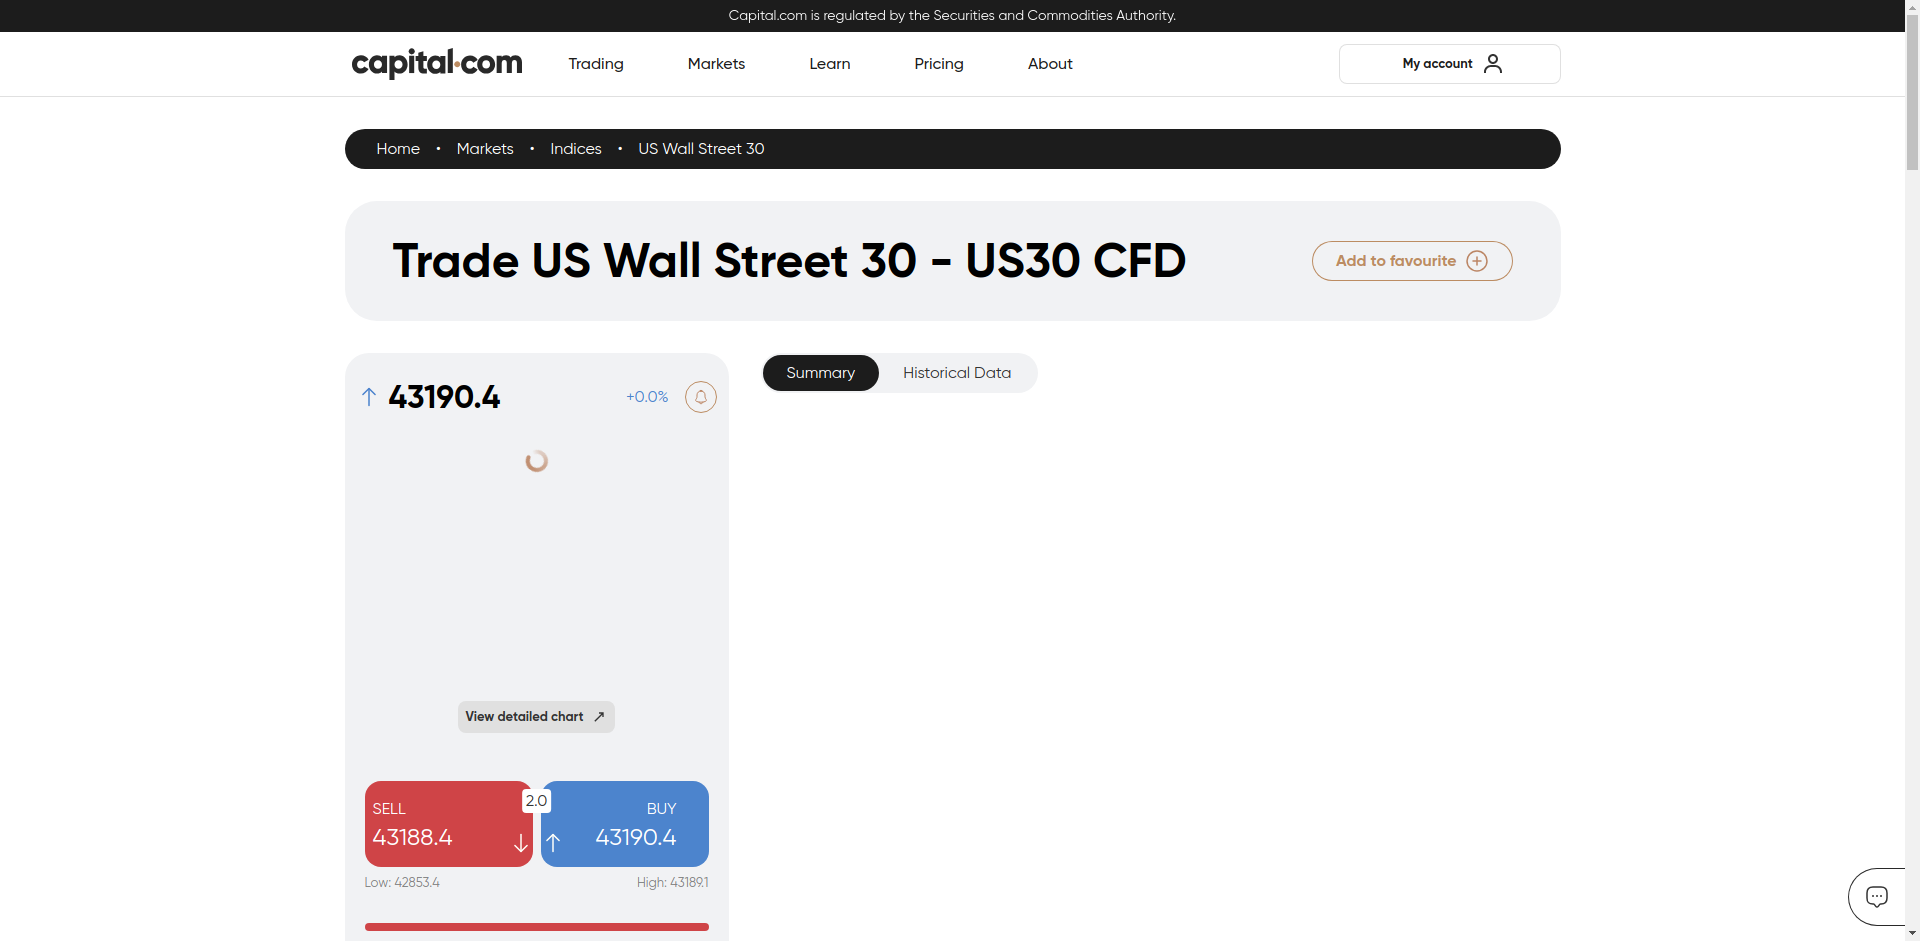 Capital.com is regulated by the Securities and Commodities Authority.
capital.com Trading Markets Learn Pricing About My account
Home • Markets • Indices • US Wall Street 30
Trade US Wall Street 30 - US30 CFD
Add to favourite
43190.4 +0.0%
Summary Historical Data
View detailed chart
SELL 2.0 BUY
43188.4 43190.4
Low: 42853.4 High: 43189.1